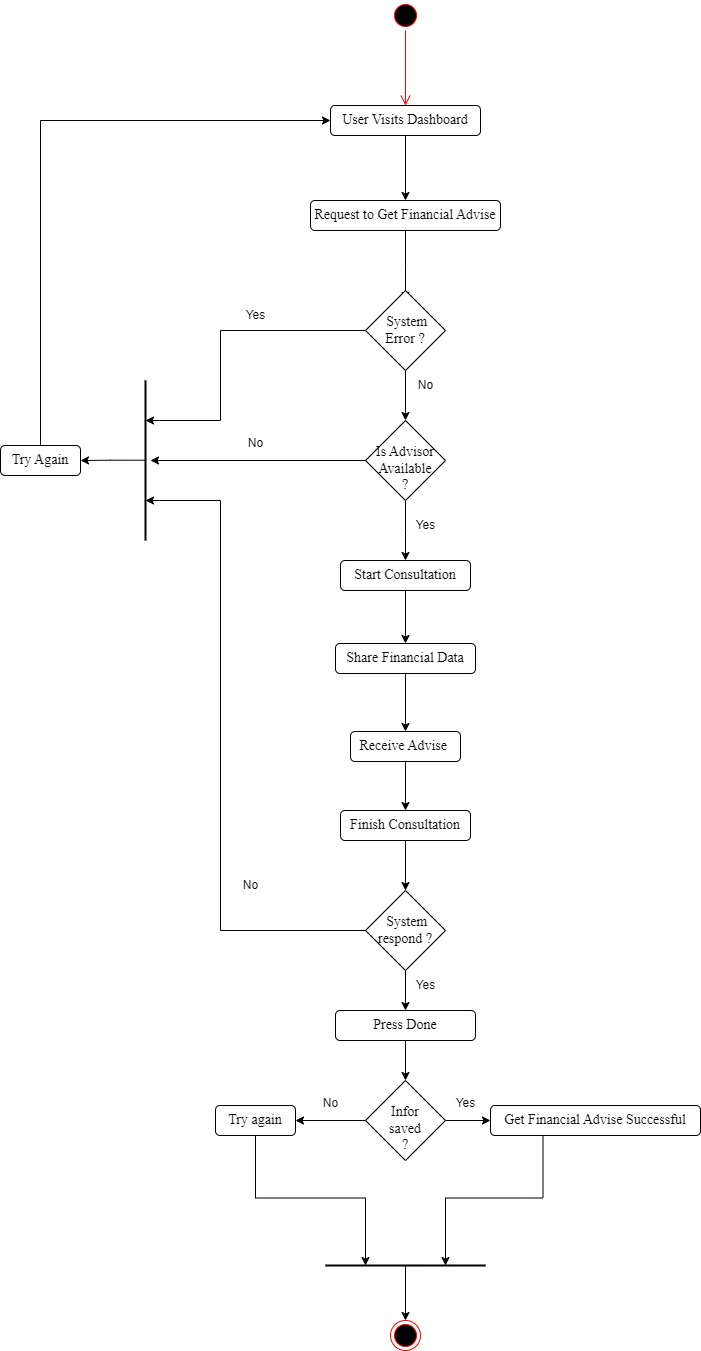 User Visits Dashboard
Request to Get Financial Advise
System
Error ?
Yes
No
Is Advisor
Available
?
No
Try Again
Yes
Start Consultation
Share Financial Data
Receive Advise
Finish Consultation
No
System
respond ?
Yes
Press Done
No
Yes
Try again
Infor
saved
?
Get Financial Advise Successful